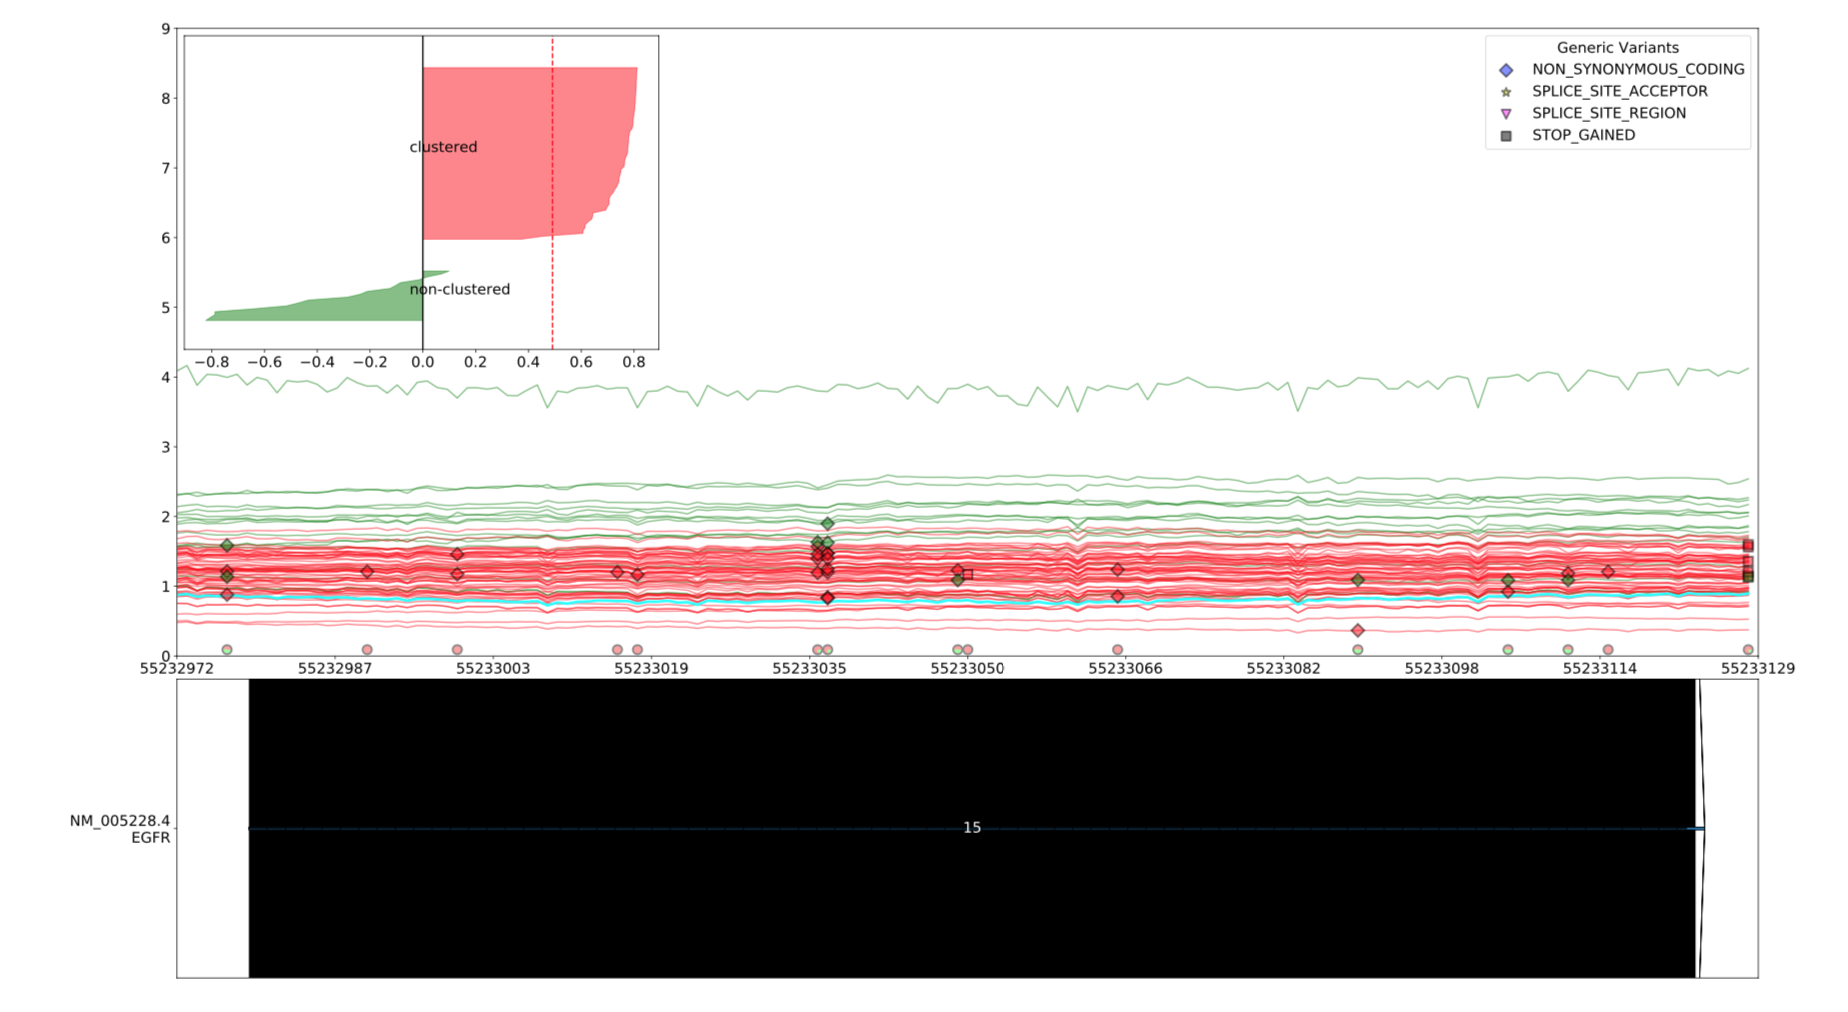 9
8
7
6
5
4
3
2
1
0
clustered
non-clustered
−0.8 −0.6 −0.4 −0.2 0.0 0.2 0.4 0.6 0.8
Generic Variants
NON_SYNONYMOUS_CODING
SPLICE_SITE_ACCEPTOR
SPLICE_SITE_REGION
STOP_GAINED
55232972 55232987 55233003 55233019 55233035 55233050 55233066 55233082 55233098 55233114 55233129
NM_005228.4
EGFR
15